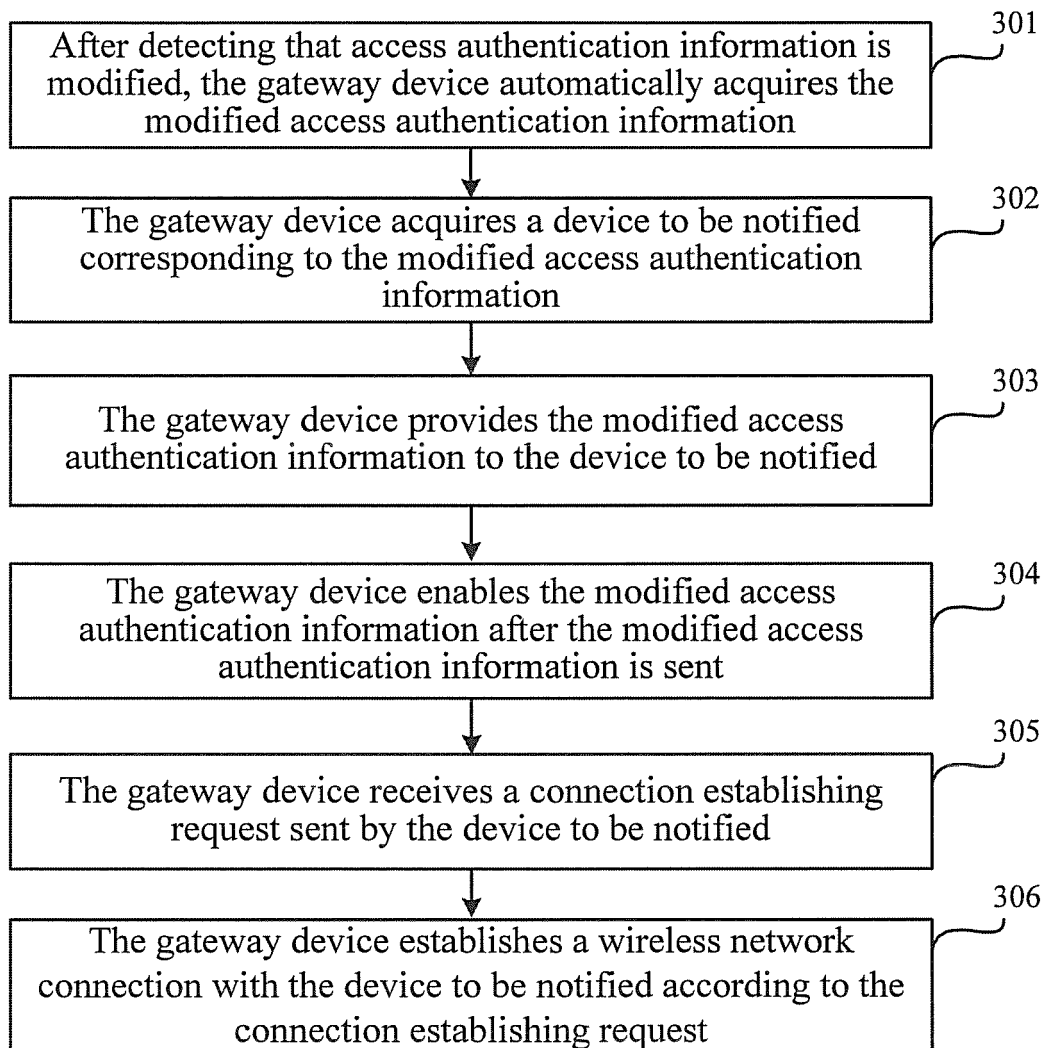 301
After detecting that access authentication information is
modified, the gateway device automatically acquires the
modified access authentication information
302
The gateway device acquires a device to be notified
corresponding to the modified access authentication
information
303
The gateway device provides the modified access
authentication information to the device to be notified
304
The gateway device enables the modified access
authentication information after the modified access
authentication information is sent
305
The gateway device receives a connection establishing
request sent by the device to be notified
306
The gateway device establishes a wireless network
connection with the device to be notified according to the
connection establishing request